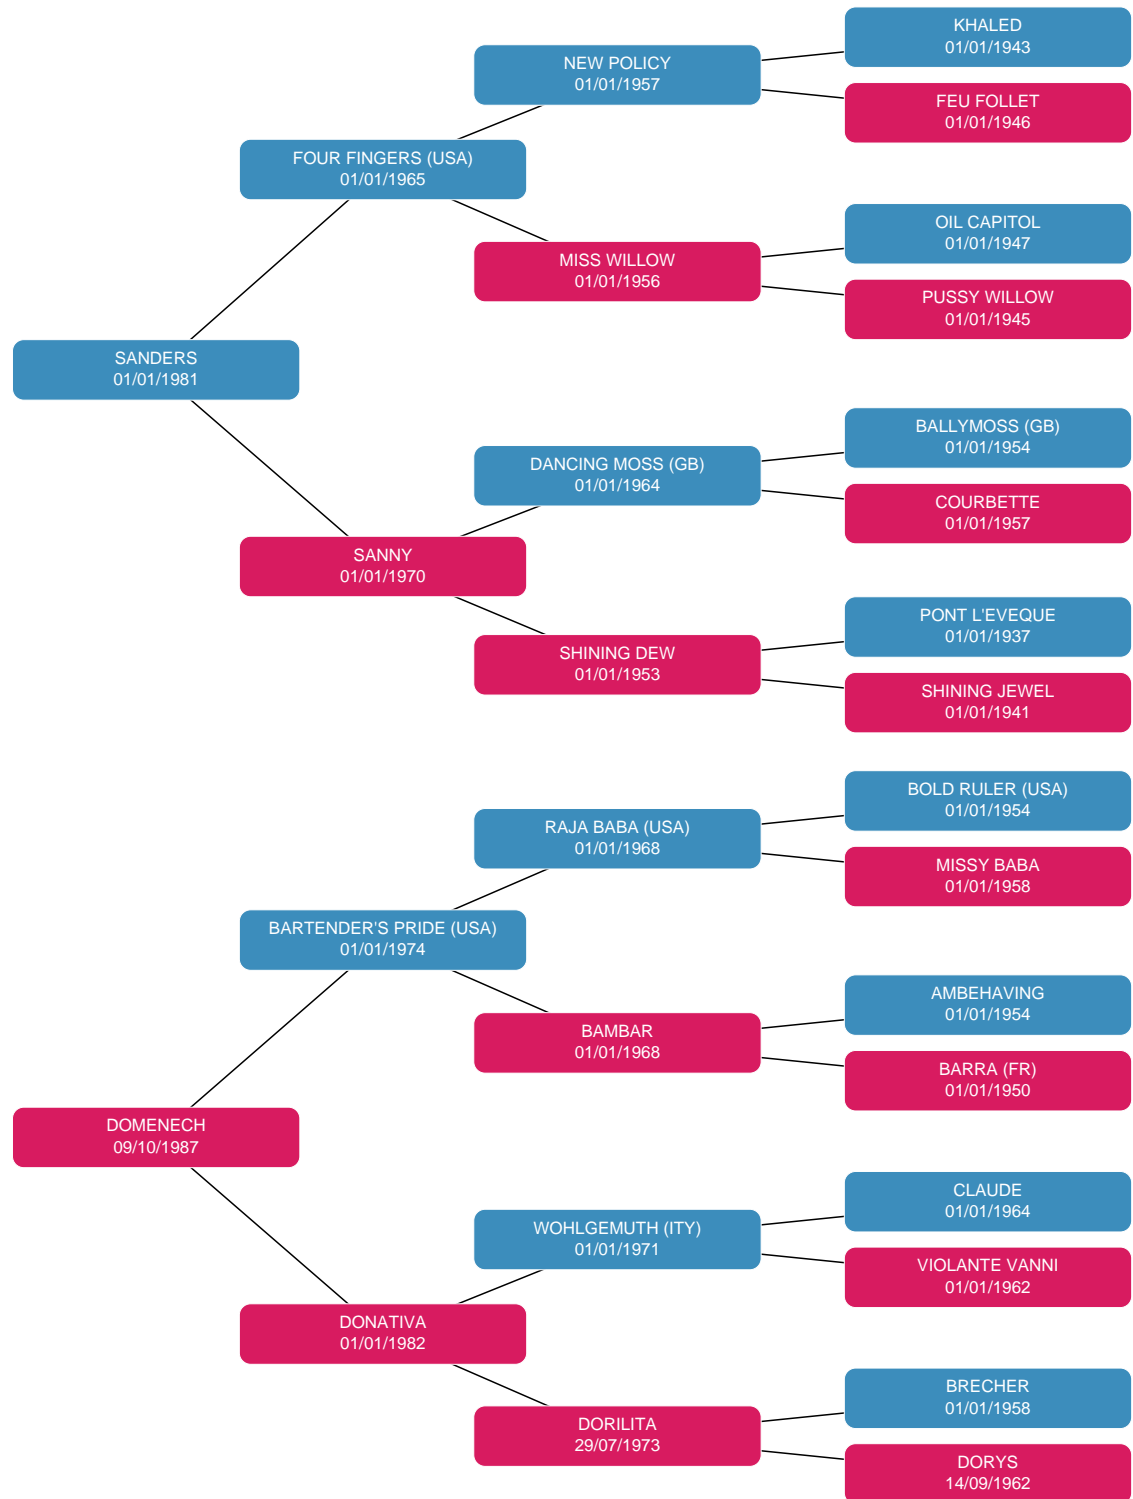 KHALED
01/01/1943
NEW POLICY
01/01/1957
FEU FOLLET
01/01/1946
FOUR FINGERS (USA)
01/01/1965
OIL CAPITOL
01/01/1947
MISS WILLOW
01/01/1956
PUSSY WILLOW
01/01/1945
SANDERS
01/01/1981
BALLYMOSS (GB)
01/01/1954
DANCING MOSS (GB)
01/01/1964
COURBETTE
01/01/1957
SANNY
01/01/1970
PONT L'EVEQUE
01/01/1937
SHINING DEW
01/01/1953
SHINING JEWEL
01/01/1941
BOLD RULER (USA)
01/01/1954
RAJA BABA (USA)
01/01/1968
MISSY BABA
01/01/1958
BARTENDER'S PRIDE (USA)
01/01/1974
AMBEHAVING
01/01/1954
BAMBAR
01/01/1968
BARRA (FR)
01/01/1950
DOMENECH
09/10/1987
CLAUDE
01/01/1964
WOHLGEMUTH (ITY)
01/01/1971
VIOLANTE VANNI
01/01/1962
DONATIVA
01/01/1982
BRECHER
01/01/1958
DORILITA
29/07/1973
DORYS
14/09/1962